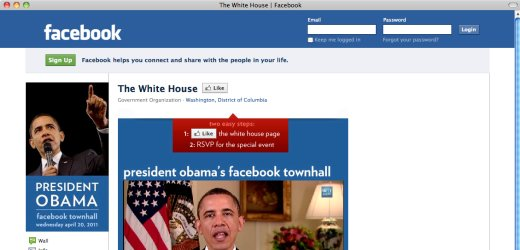 The White House | Facebook
facebook
Email
Password
Login
Keep me logged in
Forgot your password?
Sign Up
Facebook helps you connect and share with the people in your life.
The White House
Like
Government Organization · Washington, District of Columbia
two easy steps:
1: Like the white house page
2: RSVP for the special event
president obama's facebook townhall
PRESIDENT
OBAMA
facebook townhall
wednesday april 20, 2011
Wall